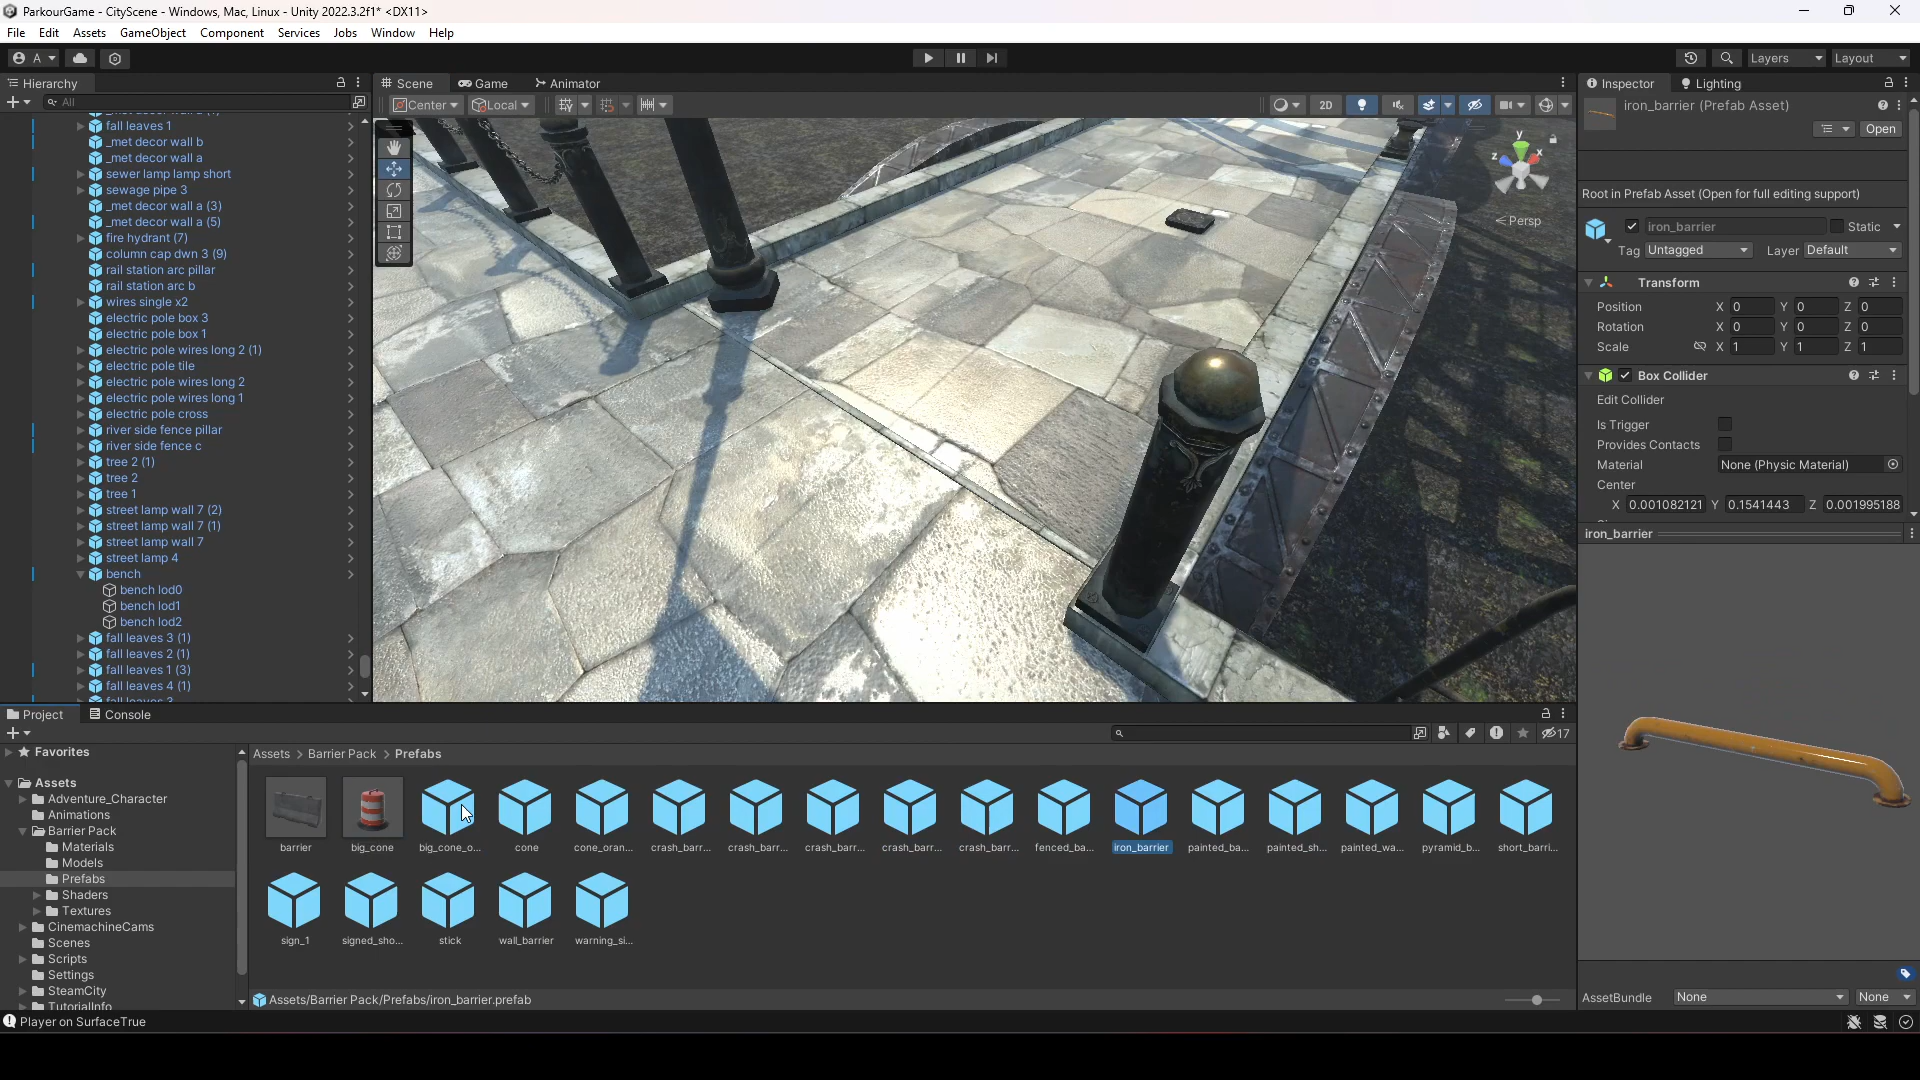 ParkourGame - CityScene - Windows, Mac, Linux - Unity 2022.3.2f1* <DX11>
File Edit Assets GameObject Component Services Jobs Window Help
A
Layers Layout
Hierarchy
All
fall leaves 1
_met decor wall b
_met decor wall a
sewer lamp lamp short
sewage pipe 3
_met decor wall a (3)
_met decor wall a (5)
fire hydrant (7)
column cap dwn 3 (9)
rail station arc pillar
rail station arc b
wires single x2
electric pole box 3
electric pole box 1
electric pole wires long 2 (1)
electric pole tile
electric pole wires long 2
electric pole wires long 1
electric pole cross
river side fence pillar
river side fence c
tree 2 (1)
tree 2
tree 1
street lamp wall 7 (2)
street lamp wall 7 (1)
street lamp wall 7
street lamp 4
bench
bench lod0
bench lod1
bench lod2
fall leaves 3 (1)
fall leaves 2 (1)
fall leaves 1 (3)
fall leaves 4 (1)
Scene Game Animator
Center Local
2D
y
x
z
Persp
Inspector Lighting
iron_barrier (Prefab Asset)
Open
Root in Prefab Asset (Open for full editing support)
iron_barrier Static
Tag Untagged Layer Default
Transform
Position X 0 Y 0 Z 0
Rotation X 0 Y 0 Z 0
Scale X 1 Y 1 Z 1
Box Collider
Edit Collider
Is Trigger
Provides Contacts
Material None (Physic Material)
Center
X 0.001082121 Y 0.1541443 Z 0.001995188
iron_barrier
AssetBundle None None
Project Console
17
Favorites
Assets
Adventure_Character
Animations
Barrier Pack
Materials
Models
Prefabs
Shaders
Textures
CinemachineCams
Scenes
Scripts
Settings
SteamCity
TutorialInfo
Assets > Barrier Pack > Prefabs
barrier big_cone big_cone_o... cone cone_oran... crash_barr... crash_barr... crash_barr... crash_barr... crash_barr... fenced_ba... iron_barrier painted_ba... painted_sh... painted_wa... pyramid_b... short_barri...
sign_1 signed_sho... stick wall_barrier warning_si...
Assets/Barrier Pack/Prefabs/iron_barrier.prefab
Player on SurfaceTrue